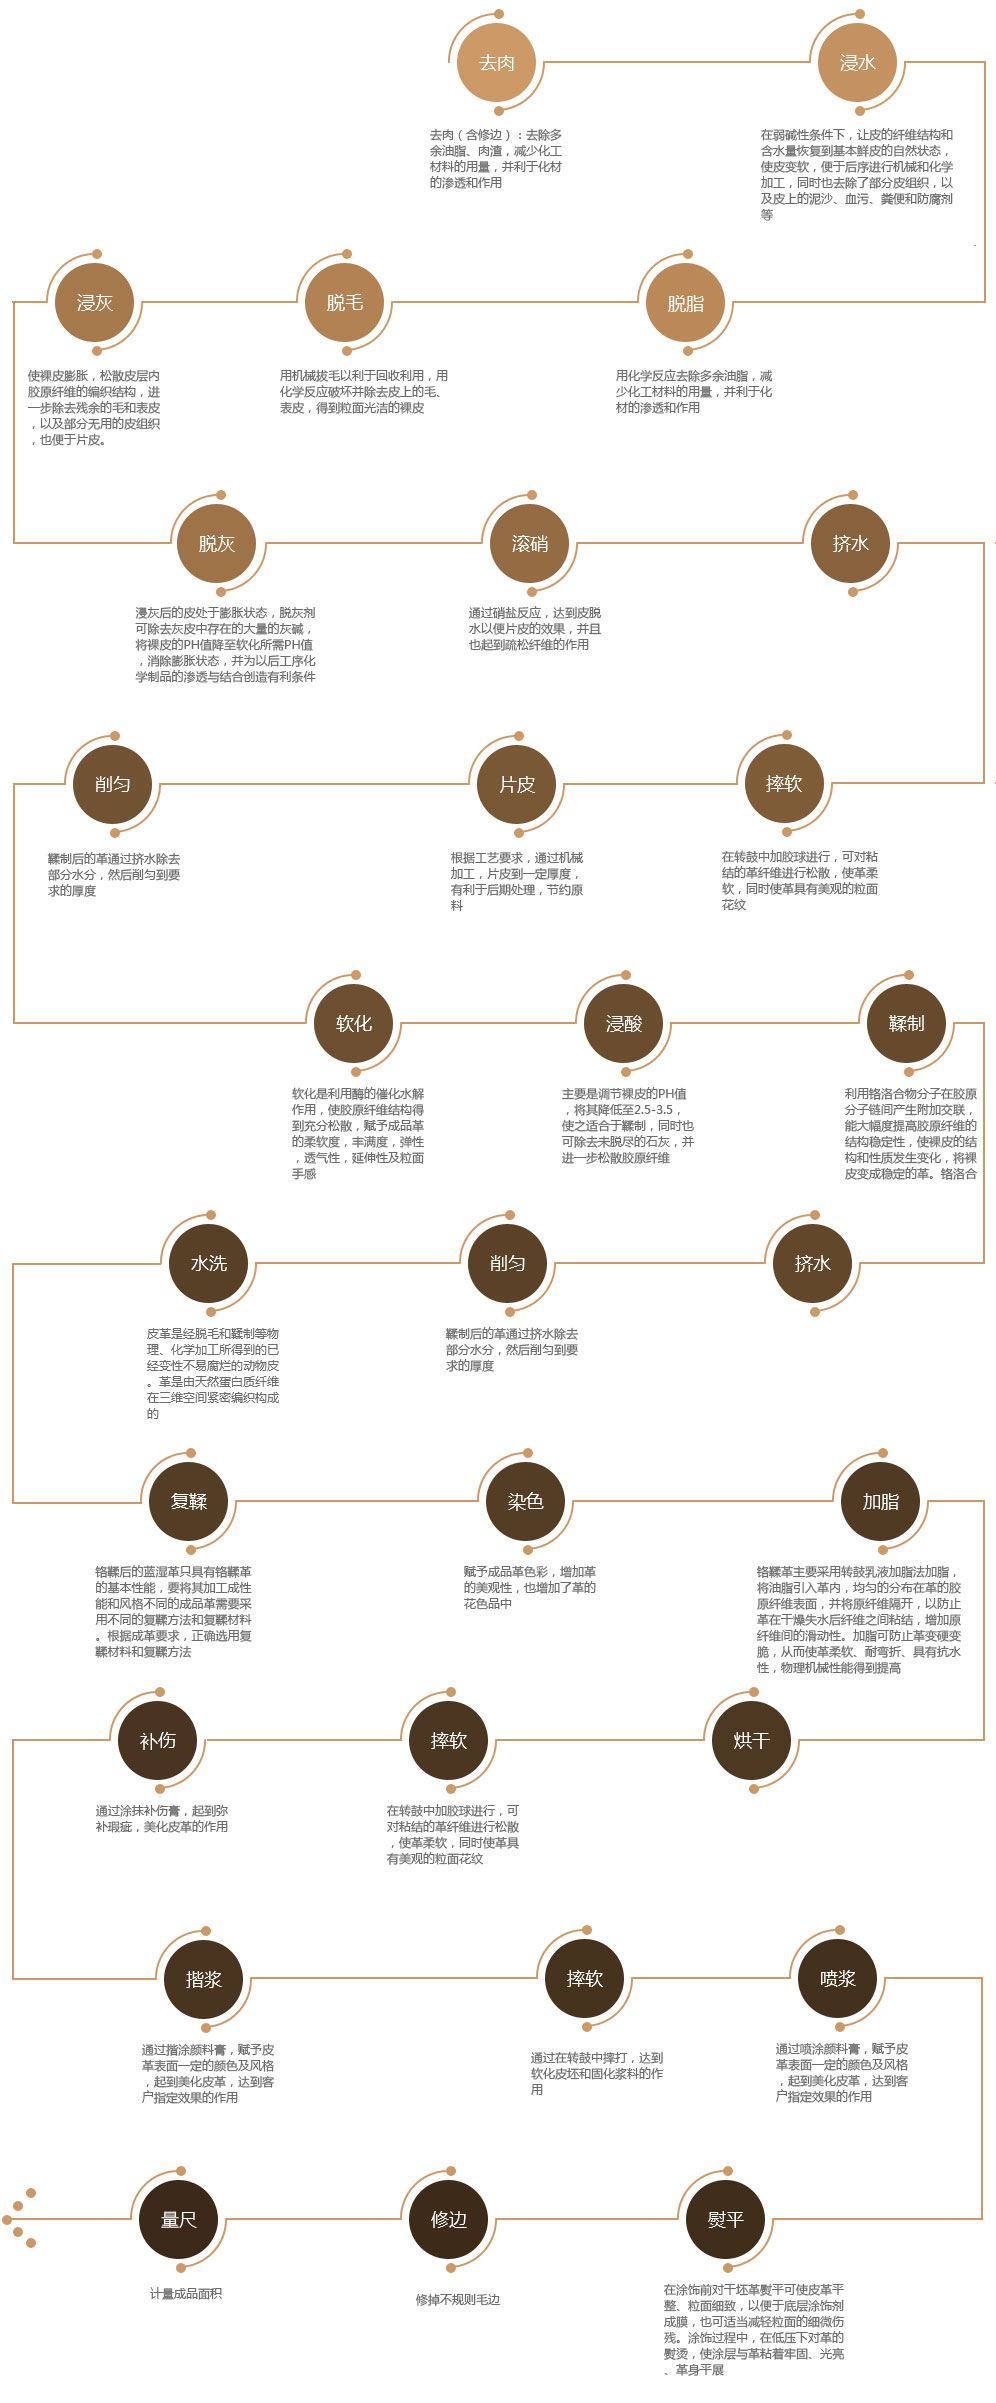 去肉
去肉（含修边）：去除多
余油脂、肉渣，减少化工
材料的用量，并利于化材
的渗透和作用
浸水
在弱碱性条件下，让皮的纤维结构和
含水量恢复到基本鲜皮的自然状态，
使皮变软，便于后序进行机械和化学
加工，同时也去除了部分皮组织，以
及皮上的泥沙、血污、粪便和防腐剂
等
脱脂
用化学反应去除多余油脂，减
少化工材料的用量，并利于化
材的渗透和作用
脱毛
用机械拔毛以利于回收利用，用
化学反应破坏并除去皮上的毛、
表皮，得到粒面光洁的裸皮
浸灰
使裸皮膨胀，松散皮层内
胶原纤维的编织结构，进
一步除去残余的毛和表皮
，以及部分无用的皮组织
，也便于片皮。
脱灰
浸灰后的皮处于膨胀状态，脱灰剂
可除去灰皮中存在的大量的灰碱，
将裸皮的PH值降至软化所需PH值
，消除膨胀状态，并为以后工序化
学制品的渗透与结合创造有利条件
滚硝
通过硝盐反应，达到皮脱
水以便片皮的效果，并且
也起到疏松纤维的作用
挤水
摔软
在转鼓中加胶球进行，可对粘
结的革纤维进行松散，使革柔
软，同时使革具有美观的粒面
花纹
片皮
根据工艺要求，通过机械
加工，片皮到一定厚度，
有利于后期处理，节约原
料
削匀
鞣制后的革通过挤水除去
部分水分，然后削匀到要
求的厚度
软化
软化是利用酶的催化水解
作用，使胶原纤维结构得
到充分松散，赋予成品革
的柔软度，丰满度，弹性
，透气性，延伸性及粒面
手感
浸酸
主要是调节裸皮的PH值
，将其降低至2.5-3.5，
使之适合于鞣制，同时也
可除去未脱尽的石灰，并
进一步松散胶原纤维
鞣制
利用铬洛合物分子在胶原
分子链间产生附加交联，
能大幅度提高胶原纤维的
结构稳定性，使裸皮的结
构和性质发生变化，将裸
皮变成稳定的革。铬洛合
挤水
削匀
鞣制后的革通过挤水除去
部分水分，然后削匀到要
求的厚度
水洗
皮革是经脱毛和鞣制等物
理、化学加工所得到的已
经变性不易腐烂的动物皮
。革是由天然蛋白质纤维
在三维空间紧密编织构成
的
复鞣
铬鞣后的蓝湿革只具有铬鞣革
的基本性能，要将其加工成性
能和风格不同的成品革需要采
用不同的复鞣方法和复鞣材料
。根据成革要求，正确选用复
鞣材料和复鞣方法
染色
赋予成品革色彩，增加革
的美观性，也增加了革的
花色品中
加脂
铬鞣革主要采用转鼓乳液加脂法加脂，
将油脂引入革内，均匀的分布在革的胶
原纤维表面，并将原纤维隔开，以防止
革在干燥失水后纤维之间粘结，增加原
纤维间的滑动性。加脂可防止革变硬变
脆，从而使革柔软、耐弯折、具有抗水
性，物理机械性能得到提高
烘干
摔软
在转鼓中加胶球进行，可
对粘结的革纤维进行松散
，使革柔软，同时使革具
有美观的粒面花纹
补伤
通过涂抹补伤膏，起到弥
补瑕疵，美化皮革的作用
揩浆
通过揩涂颜料膏，赋予皮
革表面一定的颜色及风格
，起到美化皮革，达到客
户指定效果的作用
摔软
通过在转鼓中摔打，达到
软化皮坯和固化浆料的作
用
喷浆
通过喷涂颜料膏，赋予皮
革表面一定的颜色及风格
，起到美化皮革，达到客
户指定效果的作用
熨平
在涂饰前对干坯革熨平可使皮革平
整、粒面细致，以便于底层涂饰剂
成膜，也可适当减轻粒面的细微伤
残。涂饰过程中，在低压下对革的
熨烫，使涂层与革粘着牢固、光亮
、革身平展
修边
修掉不规则毛边
量尺
计量成品面积